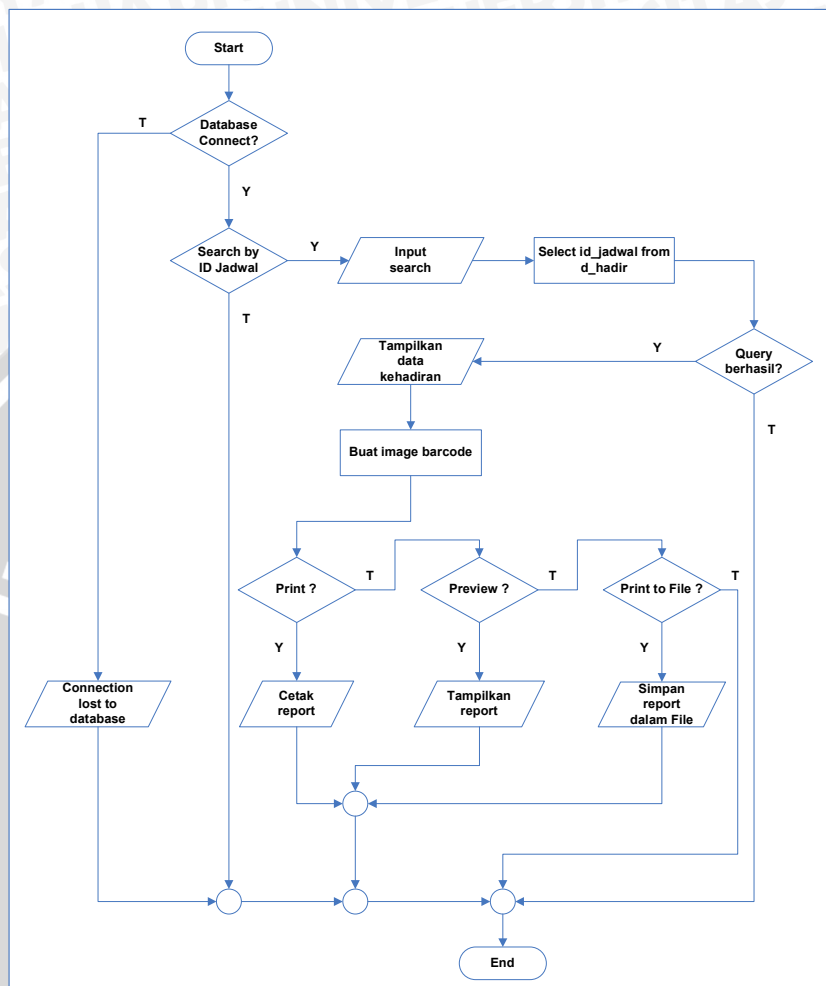 Start
T
Database
Connect?
Y
Search by
ID Jadwal
Y
Input
search
Select id_jadwal from
d_hadir
T
Tampilkan
data
kehadiran
Y
Query
berhasil?
T
Buat image barcode
Print ?
T
Preview ?
T
Print to File ?
T
Y
Y
Y
Connection
lost to
database
Cetak
report
Tampilkan
report
Simpan
report
dalam File
End